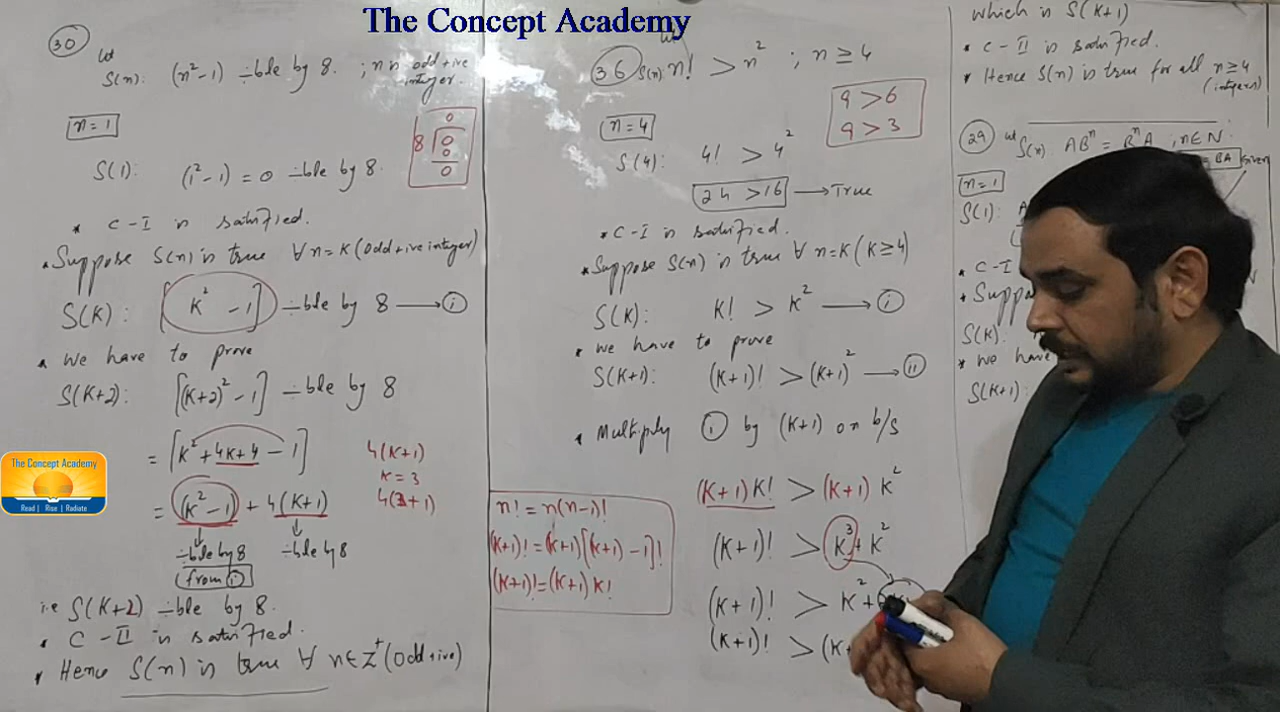 The Concept Academy
30
let
S(n): (n²-1) ÷ble by 8. ; n is odd +ive integer.
n = 1
0
8 0
0
0
S(1): (1²-1) = 0 ÷ble by 8.
* C-I is satisfied.
* Suppose S(n) is true ∀ n=K (odd +ive integer)
S(K): [K² - 1] ÷ble by 8 → i
* we have to prove
S(K+2): [(K+2)² - 1] ÷ble by 8
= [K² + 4K + 4 - 1]
= (K² - 1) + 4(K+1)
÷ble by 8 ÷ble by 8
from i
4(K+1)
K = 3
4(3+1)
i.e S(K+2) ÷ble by 8.
* C-II is satisfied.
* Hence S(n) is true ∀ n∈Z⁺ (odd +ive)
The Concept Academy
Read | Rise | Radiate
let
36 S(n): n! > n² ; n ≥ 4
9 > 6
9 > 3
n = 4
S(4): 4! > 4²
24 > 16 → True
* C-I is satisfied.
* Suppose S(n) is true ∀ n=K (K≥4)
S(K): K! > K² → i
* we have to prove
S(K+1): (K+1)! > (K+1)² → ii
* Multiply i by (K+1) on b/s
(K+1) K! > (K+1) K²
(K+1)! > K³ + K²
(K+1)! > K² +
(K+1)! > (K
n! = n(n-1)!
(K+1)! = (K+1)[(K+1)-1]!
(K+1)! = (K+1) K!
which is S(K+1)
* C-II is satisfied.
* Hence S(n) is true for all n≥4
(integers)
29 let S(n): ABⁿ = BⁿA ; n∈N.
= BA Given
n = 1
S(1): A
* C-I
* Suppo
S(K):
* we have
S(K+1):